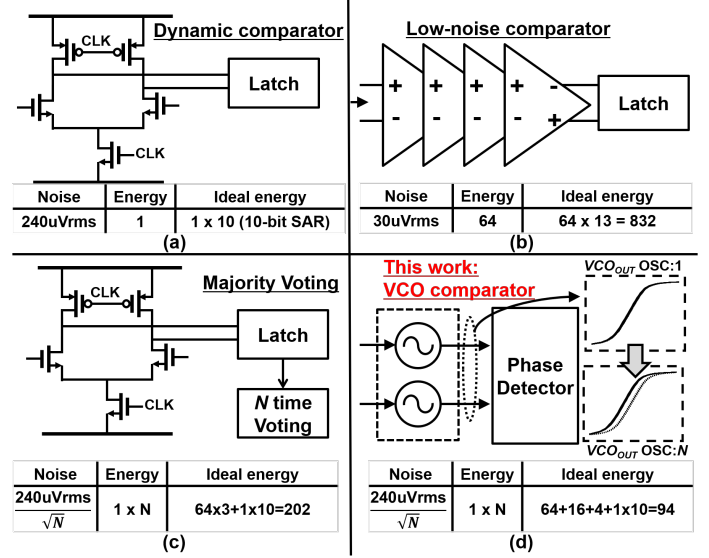 Dynamic comparator
CLK
Latch
CLK
Noise Energy Ideal energy
240uVrms 1 1 x 10 (10-bit SAR)
(a)
Low-noise comparator
+ + + + -
- - - - +
Latch
Noise Energy Ideal energy
30uVrms 64 64 x 13 = 832
(b)
Majority Voting
CLK
Latch
CLK
N time
Voting
Noise Energy Ideal energy
240uVrms
√N
1 x N 64x3+1x10=202
(c)
This work:
VCO comparator
VCO_OUT OSC:1
Phase
Detector
VCO_OUT OSC:N
Noise Energy Ideal energy
240uVrms
√N
1 x N 64+16+4+1x10=94
(d)